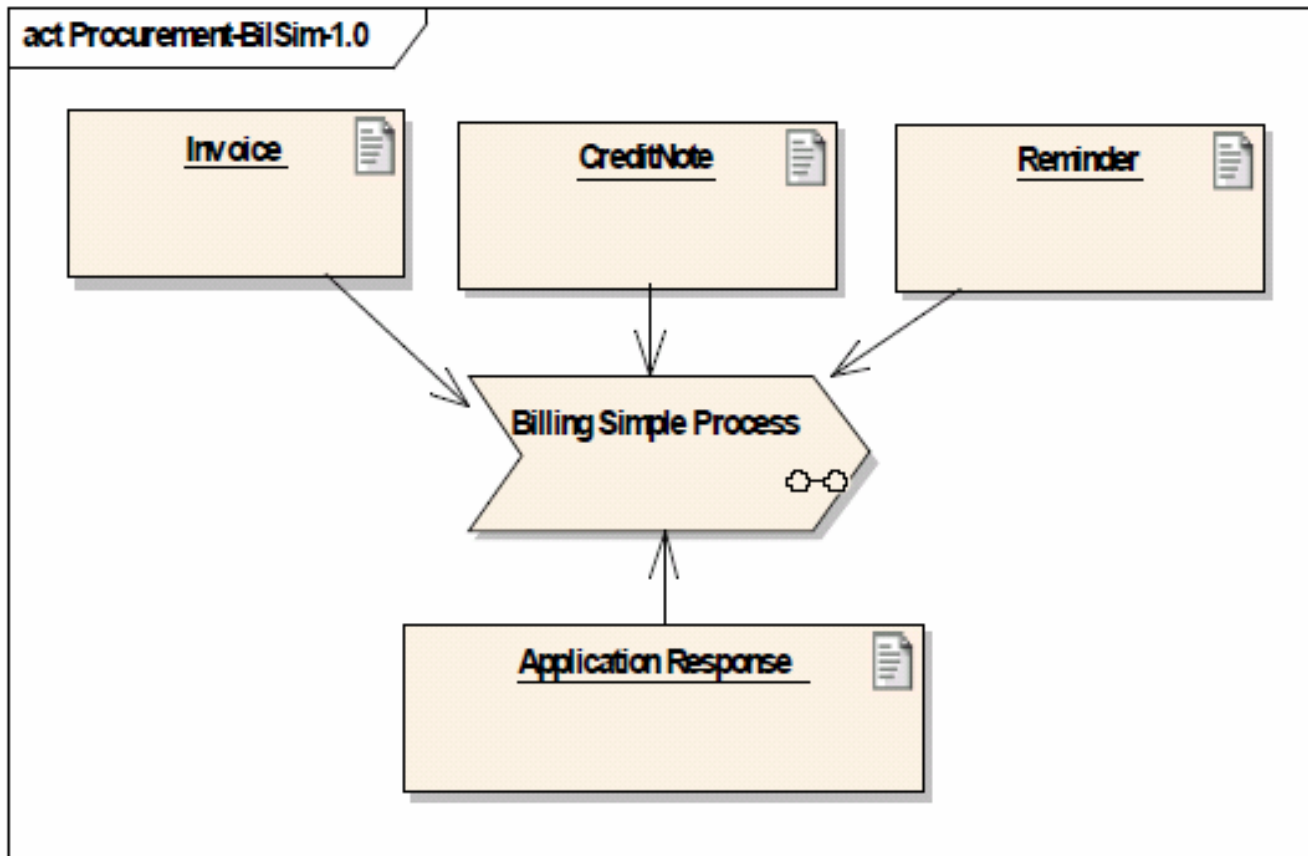 act Procurement-BilSim-1.0
Invoice
CreditNote
Reminder
Billing Simple Process
Application Response